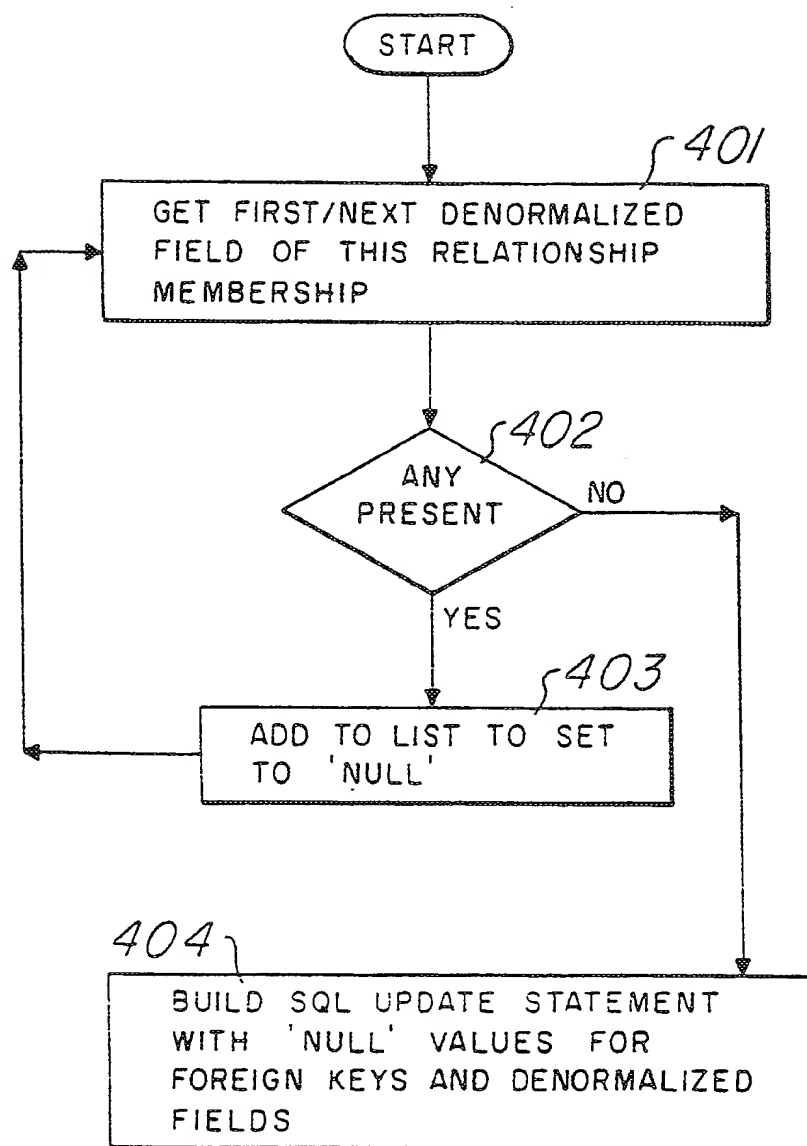 START
401
GET FIRST/NEXT DENORMALIZED
FIELD OF THIS RELATIONSHIP
MEMBERSHIP
402
ANY
PRESENT
NO
YES
403
ADD TO LIST TO SET
TO 'NULL'
404
BUILD SQL UPDATE STATEMENT
WITH 'NULL' VALUES FOR
FOREIGN KEYS AND DENORMALIZED
FIELDS